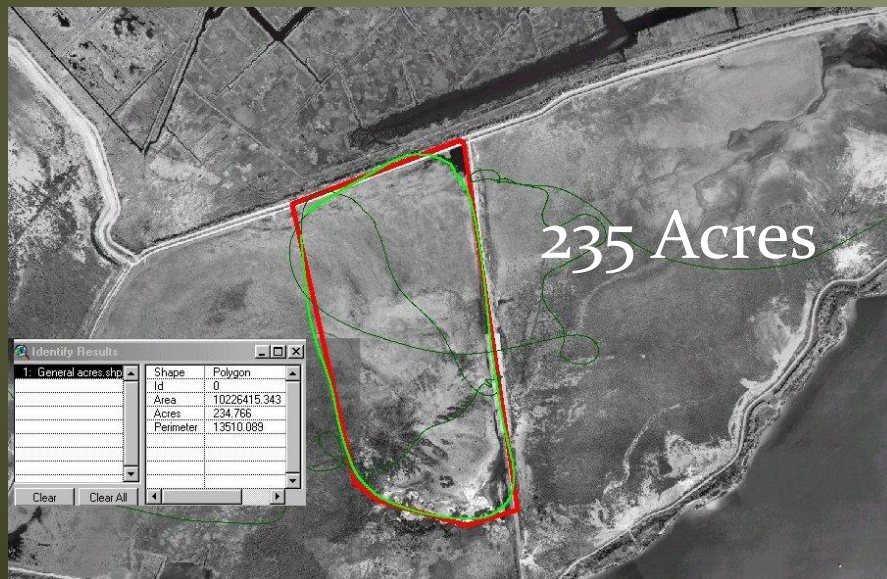 235 Acres
Identify Results
1: General acres.shp
Shape Polygon
Id 0
Area 10226415.343
Acres 234.766
Perimeter 13510.089
Clear Clear All